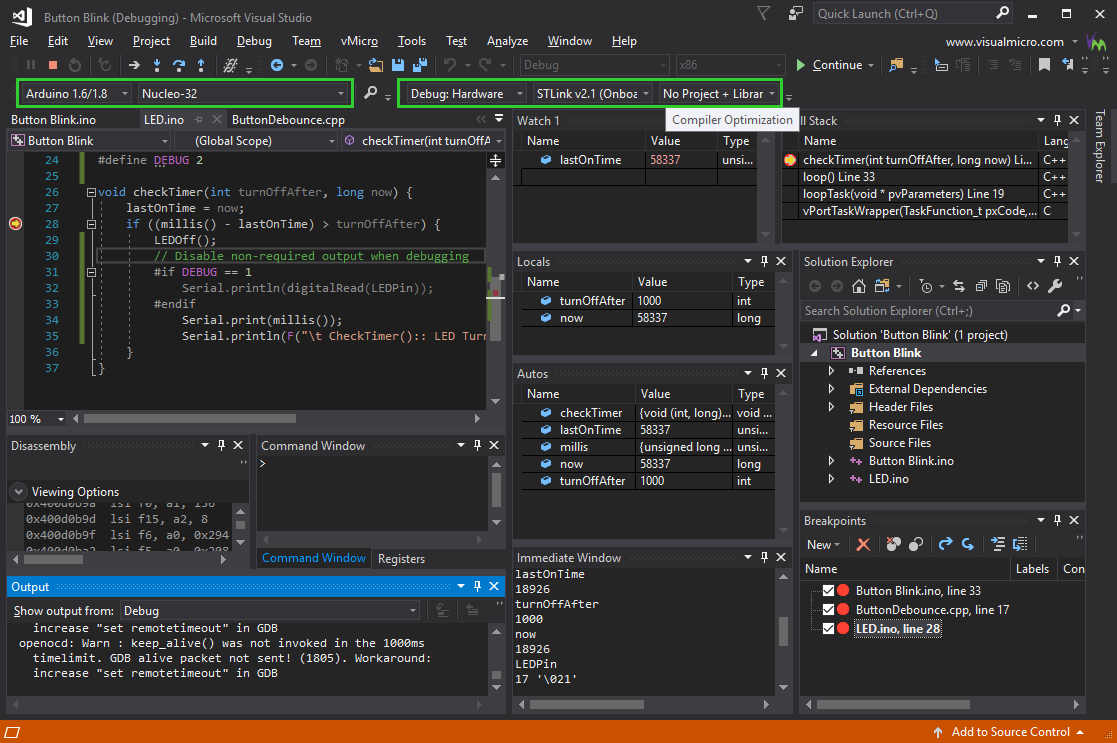 Button Blink (Debugging) - Microsoft Visual Studio
Quick Launch (Ctrl+Q)
File Edit View Project Build Debug Team vMicro Tools Test Analyze Window Help
www.visualmicro.com
Debug x86 Continue
Arduino 1.6/1.8 Nucleo-32 Debug: Hardware STLink v2.1 (Onboa No Project + Librar
Compiler Optimization
Button Blink.ino LED.ino ButtonDebounce.cpp
Button Blink (Global Scope) checkTimer(int turnOffA
24 #define DEBUG 2
25
26 void checkTimer(int turnOffAfter, long now) {
27 lastOnTime = now;
28 if ((millis() - lastOnTime) > turnOffAfter) {
29 LEDOff();
30 // Disable non-required output when debugging
31 #if DEBUG == 1
32 Serial.println(digitalRead(LEDPin));
33 #endif
34 Serial.print(millis());
35 Serial.println(F("\t CheckTimer():: LED Turr
36 }
37 }
100 %
Disassembly
Viewing Options
0x400d0b9d lsi f15, a2, 8
0x400d0b9f lsi f6, a0, 0x294
Command Window
>
Command Window Registers
Output
Show output from: Debug
increase "set remotetimeout" in GDB
openocd: Warn : keep_alive() was not invoked in the 1000ms
timelimit. GDB alive packet not sent! (1805). Workaround:
increase "set remotetimeout" in GDB
Watch 1
Name Value Type
lastOnTime 58337 unsi...
Locals
Name Value Type
turnOffAfter 1000 int
now 58337 long
Autos
Name Value Type
checkTimer {void (int, long)... void ...
lastOnTime 58337 unsi...
millis {unsigned long ... unsi...
now 58337 long
turnOffAfter 1000 int
Immediate Window
lastOnTime
18926
turnOffAfter
1000
now
18926
LEDPin
17 '\021'
ll Stack
Name Lang
checkTimer(int turnOffAfter, long now) Li... C++
loop() Line 33 C++
loopTask(void * pvParameters) Line 19 C++
vPortTaskWrapper(TaskFunction_t pxCode,... C
Solution Explorer
Search Solution Explorer (Ctrl+;)
Solution 'Button Blink' (1 project)
Button Blink
References
External Dependencies
Header Files
Resource Files
Source Files
Button Blink.ino
LED.ino
Breakpoints
New
Name Labels Con
Button Blink.ino, line 33
ButtonDebounce.cpp, line 17
LED.ino, line 28
Team Explorer
Add to Source Control